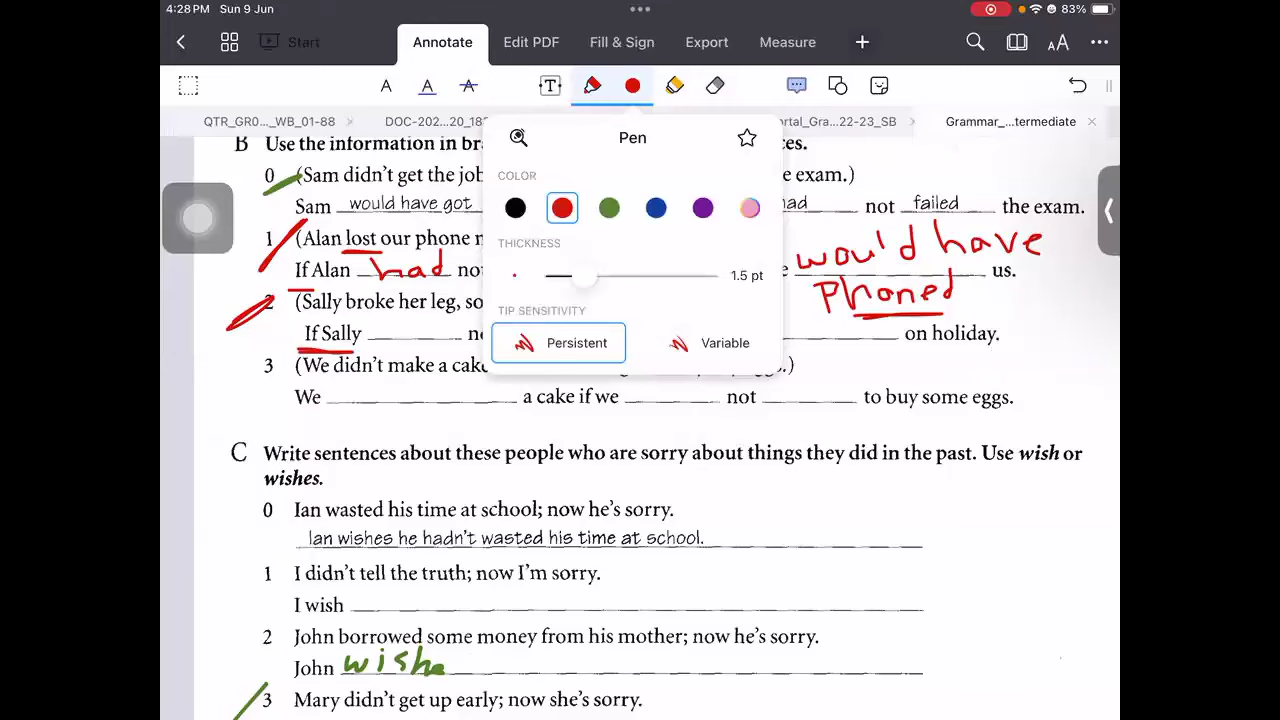 4:28 PM Sun 9 Jun 83%
Start Annotate Edit PDF Fill & Sign Export Measure
QTR_GR0..._WB_01-88 DOC-202...20_183 ortal_Gra...22-23_SB Grammar_...termediate
B Use the information in ces.
0 (Sam didn't get the job e exam.)
Sam would have got had not failed the exam.
1 (Alan lost our phone
If Alan had no would have us.
phoned
2 (Sally broke her leg, so
If Sally on holiday.
3 (We didn't make a cake .)
We a cake if we not to buy some eggs.
C Write sentences about these people who are sorry about things they did in the past. Use wish or
wishes.
0 Ian wasted his time at school; now he's sorry.
Ian wishes he hadn't wasted his time at school.
1 I didn't tell the truth; now I'm sorry.
I wish
2 John borrowed some money from his mother; now he's sorry.
John wishe
3 Mary didn't get up early; now she's sorry.
Pen
COLOR
THICKNESS
1.5 pt
TIP SENSITIVITY
Persistent Variable